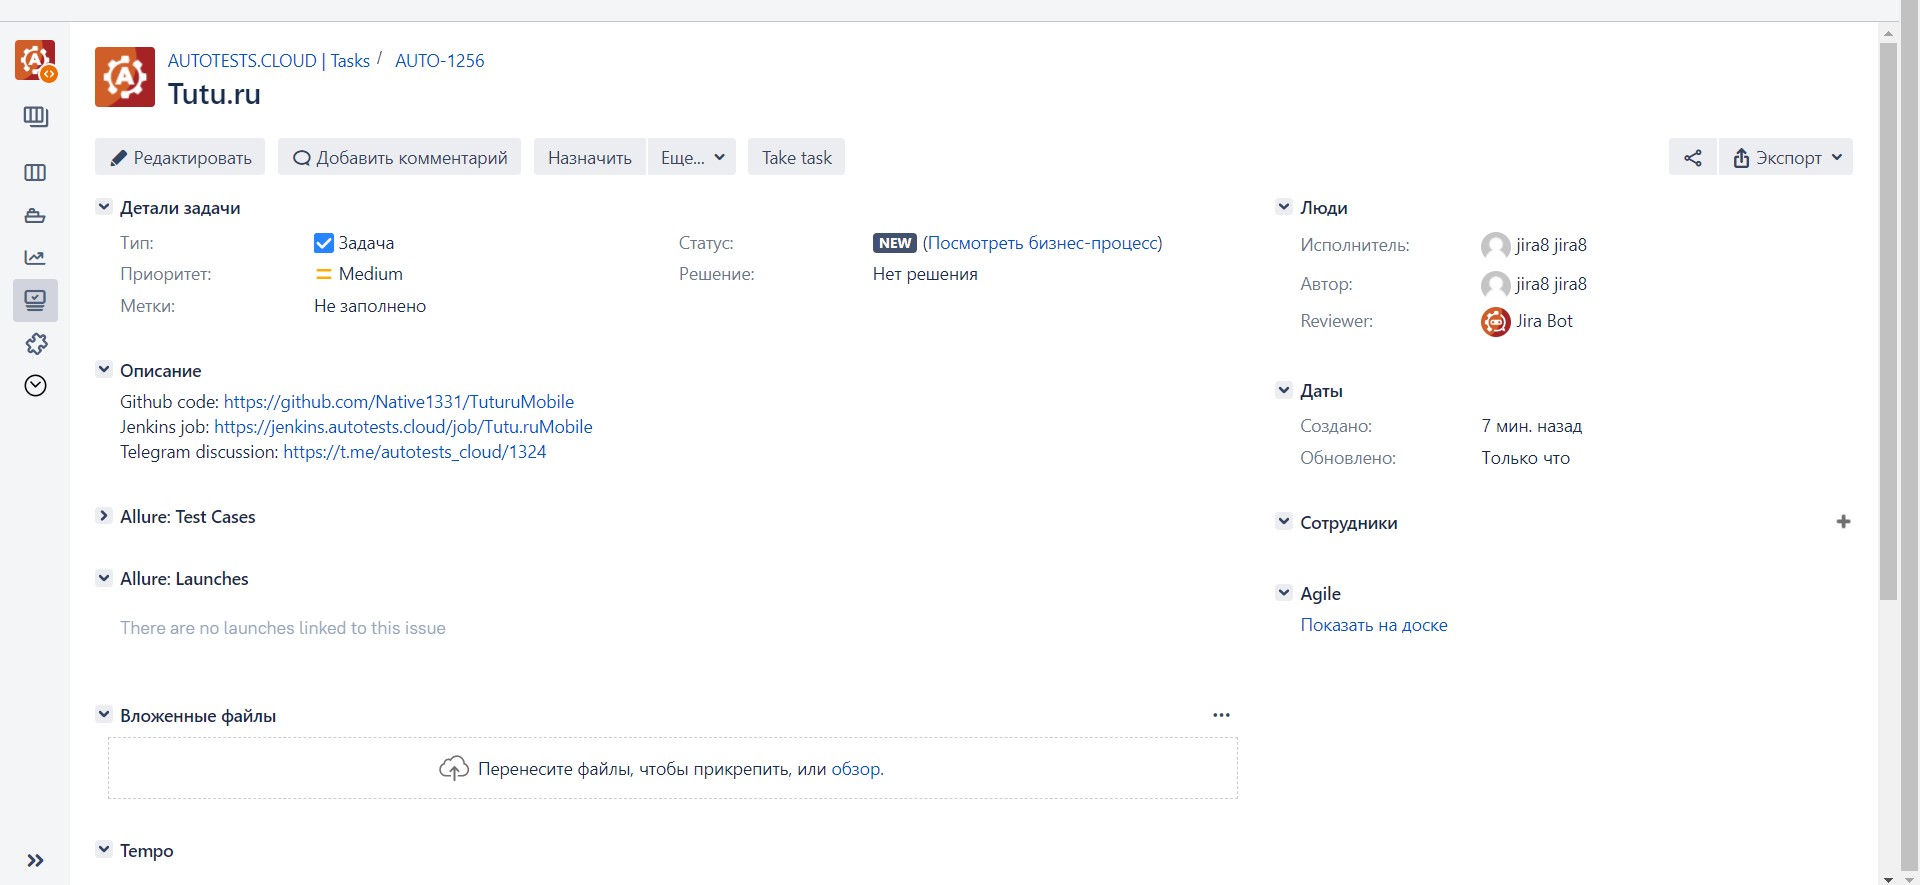 AUTOTESTS.CLOUD | Tasks / AUTO-1256
Tutu.ru
Редактировать
Добавить комментарий
Назначить
Еще...
Take task
Экспорт
Детали задачи
Тип: Задача
Приоритет: Medium
Метки: Не заполнено
Статус: NEW (Посмотреть бизнес-процесс)
Решение: Нет решения
Описание
Github code: https://github.com/Native1331/TuturuMobile
Jenkins job: https://jenkins.autotests.cloud/job/Tutu.ruMobile
Telegram discussion: https://t.me/autotests_cloud/1324
Allure: Test Cases
Allure: Launches
There are no launches linked to this issue
Вложенные файлы
Перенесите файлы, чтобы прикрепить, или обзор.
Tempo
Люди
Исполнитель: jira8 jira8
Автор: jira8 jira8
Reviewer: Jira Bot
Даты
Создано: 7 мин. назад
Обновлено: Только что
Сотрудники
Agile
Показать на доске